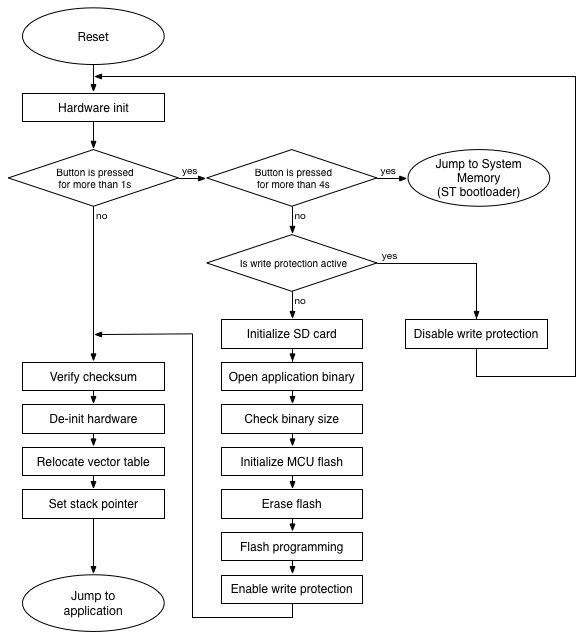 Reset
Hardware init
Button is pressed
for more than 1s
yes
Button is pressed
for more than 4s
yes
Jump to System
Memory
(ST bootloader)
no
no
Is write protection active
yes
no
Initialize SD card
Disable write protection
Verify checksum
Open application binary
De-init hardware
Check binary size
Relocate vector table
Initialize MCU flash
Set stack pointer
Erase flash
Flash programming
Enable write protection
Jump to
application